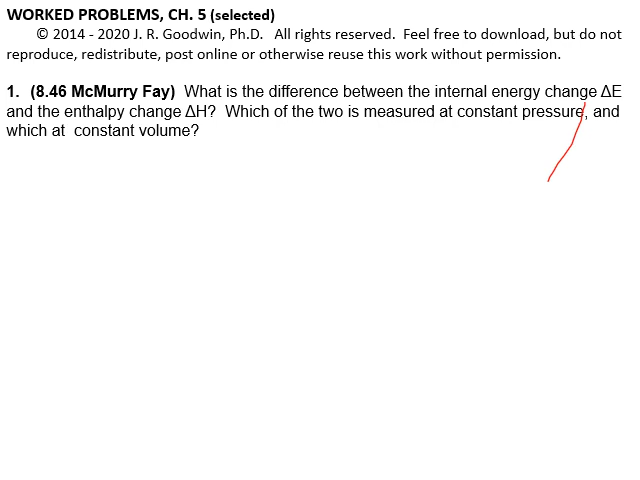 WORKED PROBLEMS, CH. 5 (selected)
© 2014 - 2020 J. R. Goodwin, Ph.D.   All rights reserved.  Feel free to download, but do not
reproduce, redistribute, post online or otherwise reuse this work without permission.
1.  (8.46 McMurry Fay)  What is the difference between the internal energy change ΔE
and the enthalpy change ΔH?  Which of the two is measured at constant pressure, and
which at  constant volume?